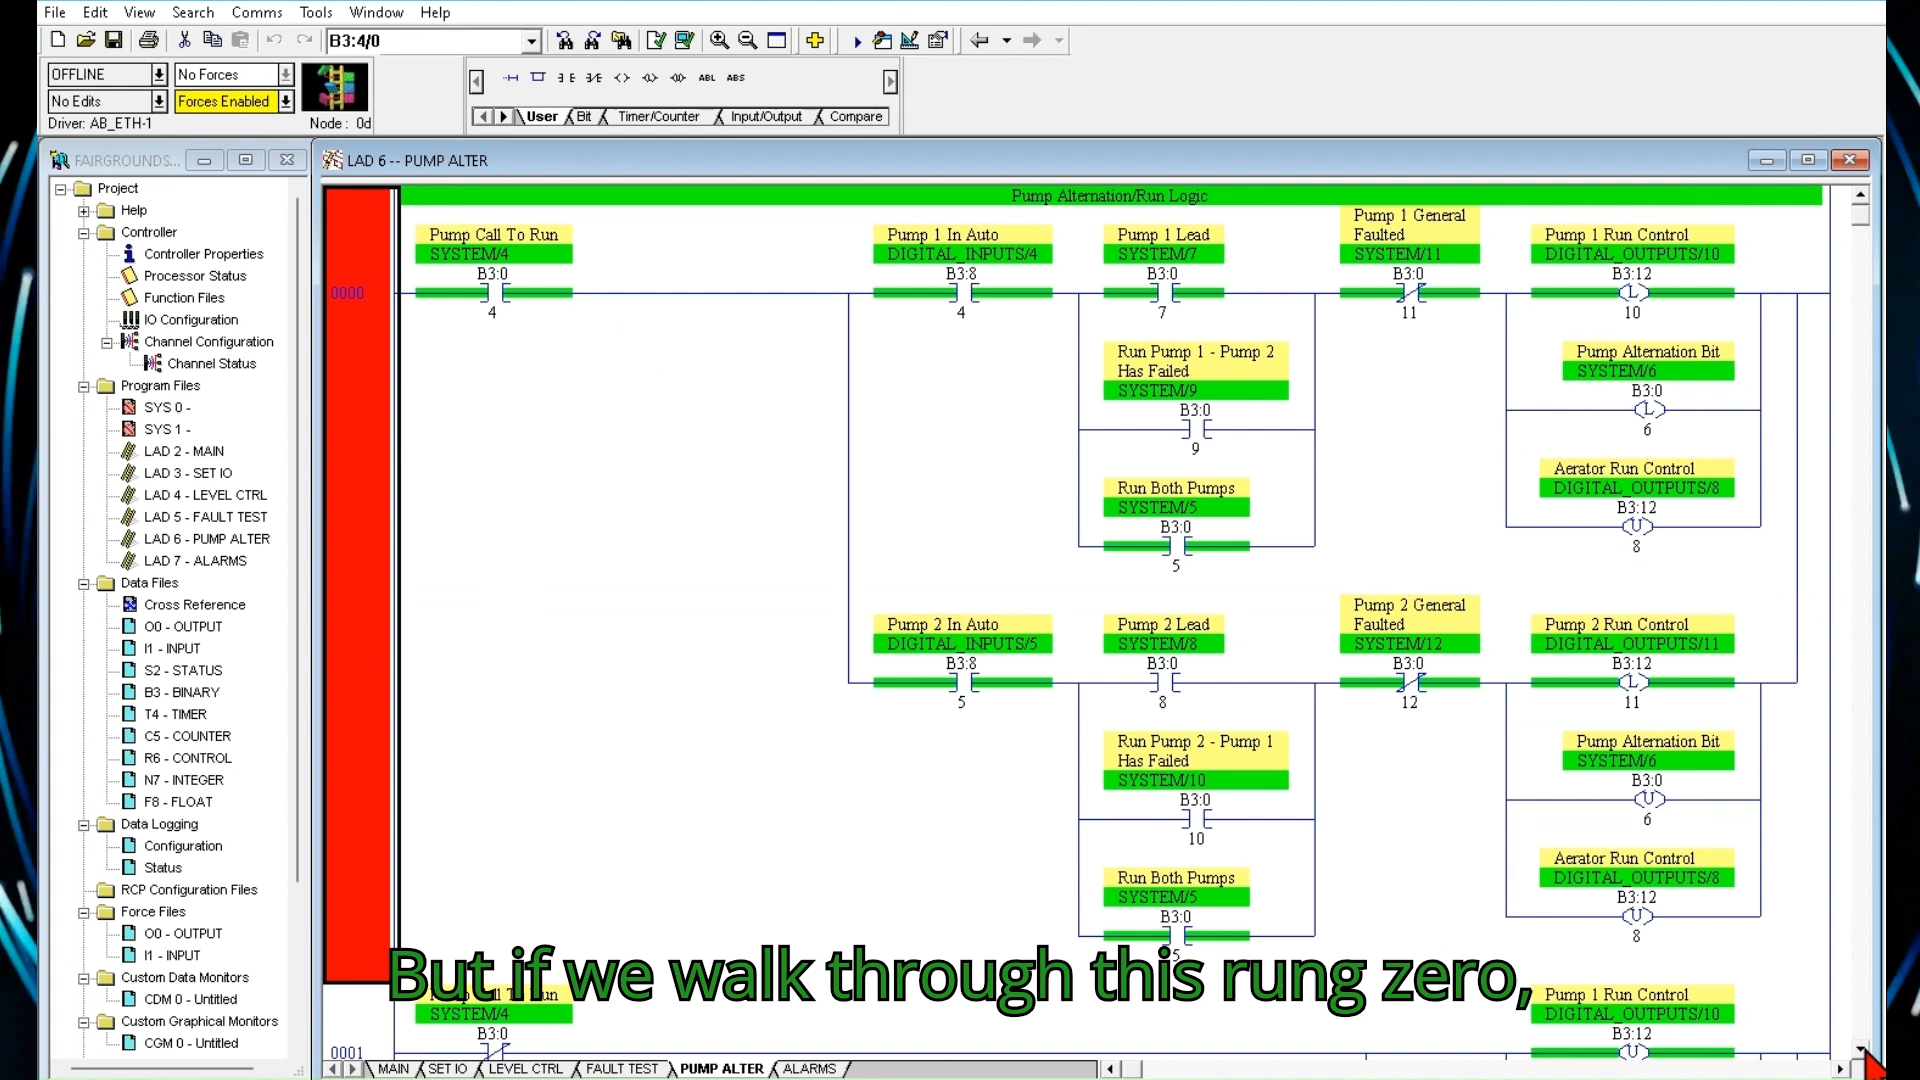 File Edit View Search Comms Tools Window Help
B3:4/0
OFFLINE No Forces
No Edits Forces Enabled
Driver: AB_ETH-1 Node : 0d
ABL ABS
User Bit Timer/Counter Input/Output Compare
FAIRGROUNDS...
Project
Help
Controller
Controller Properties
Processor Status
Function Files
IO Configuration
Channel Configuration
Channel Status
Program Files
SYS 0 -
SYS 1 -
LAD 2 - MAIN
LAD 3 - SET IO
LAD 4 - LEVEL CTRL
LAD 5 - FAULT TEST
LAD 6 - PUMP ALTER
LAD 7 - ALARMS
Data Files
Cross Reference
O0 - OUTPUT
I1 - INPUT
S2 - STATUS
B3 - BINARY
T4 - TIMER
C5 - COUNTER
R6 - CONTROL
N7 - INTEGER
F8 - FLOAT
Data Logging
Configuration
Status
RCP Configuration Files
Force Files
O0 - OUTPUT
I1 - INPUT
Custom Data Monitors
CDM 0 - Untitled
Custom Graphical Monitors
CGM 0 - Untitled
LAD 6 -- PUMP ALTER
Pump Alternation/Run Logic
0000
Pump Call To Run
SYSTEM/4
B3:0
4
Pump 1 In Auto
DIGITAL_INPUTS/4
B3:8
4
Pump 1 Lead
SYSTEM/7
B3:0
7
Pump 1 General
Faulted
SYSTEM/11
B3:0
11
Pump 1 Run Control
DIGITAL_OUTPUTS/10
B3:12
L
10
Run Pump 1 - Pump 2
Has Failed
SYSTEM/9
B3:0
9
Pump Alternation Bit
SYSTEM/6
B3:0
L
6
Run Both Pumps
SYSTEM/5
B3:0
5
Aerator Run Control
DIGITAL_OUTPUTS/8
B3:12
U
8
Pump 2 In Auto
DIGITAL_INPUTS/5
B3:8
5
Pump 2 Lead
SYSTEM/8
B3:0
8
Pump 2 General
Faulted
SYSTEM/12
B3:0
12
Pump 2 Run Control
DIGITAL_OUTPUTS/11
B3:12
L
11
Run Pump 2 - Pump 1
Has Failed
SYSTEM/10
B3:0
10
Pump Alternation Bit
SYSTEM/6
B3:0
U
6
Run Both Pumps
SYSTEM/5
B3:0
5
Aerator Run Control
DIGITAL_OUTPUTS/8
B3:12
U
8
But if we walk through this rung zero,
0001
Pump Call To Run
SYSTEM/4
B3:0
Pump 1 Run Control
DIGITAL_OUTPUTS/10
B3:12
U
MAIN SET IO LEVEL CTRL FAULT TEST PUMP ALTER ALARMS